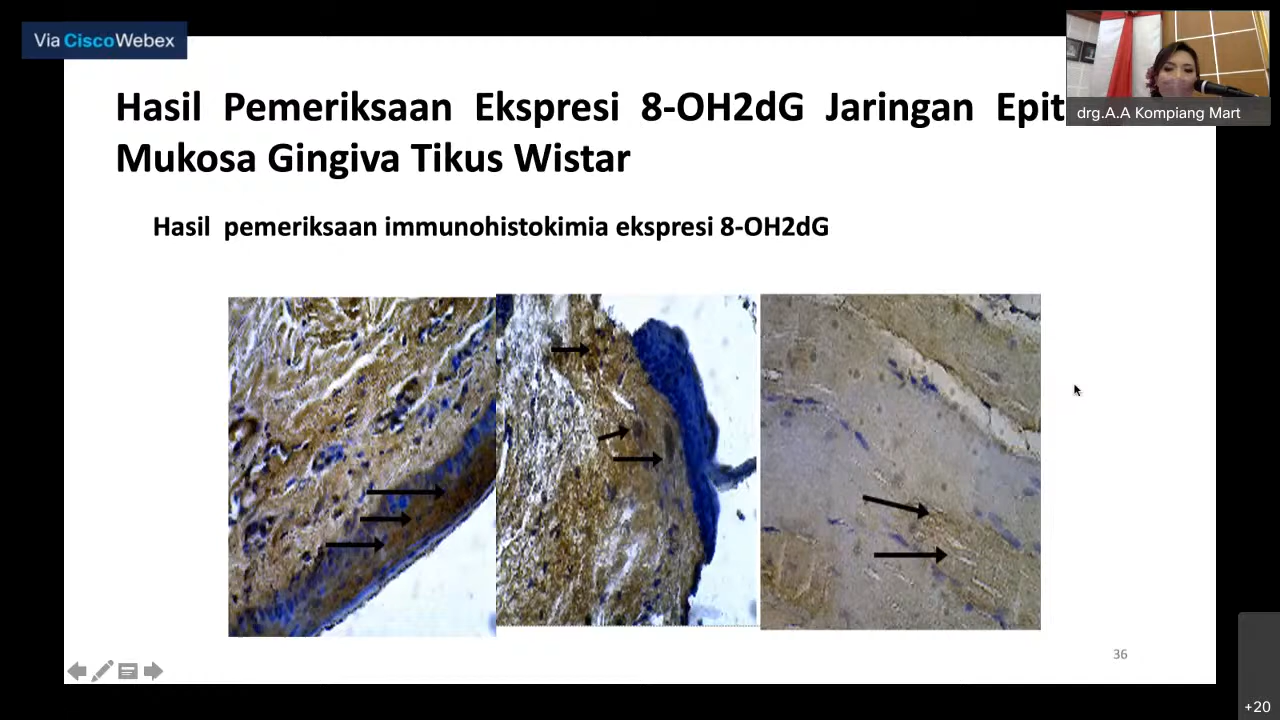 Via Cisco Webex
Hasil Pemeriksaan Ekspresi 8-OH2dG Jaringan Epit
Mukosa Gingiva Tikus Wistar
drg.A.A Kompiang Mart
Hasil pemeriksaan immunohistokimia ekspresi 8-OH2dG
36
+20